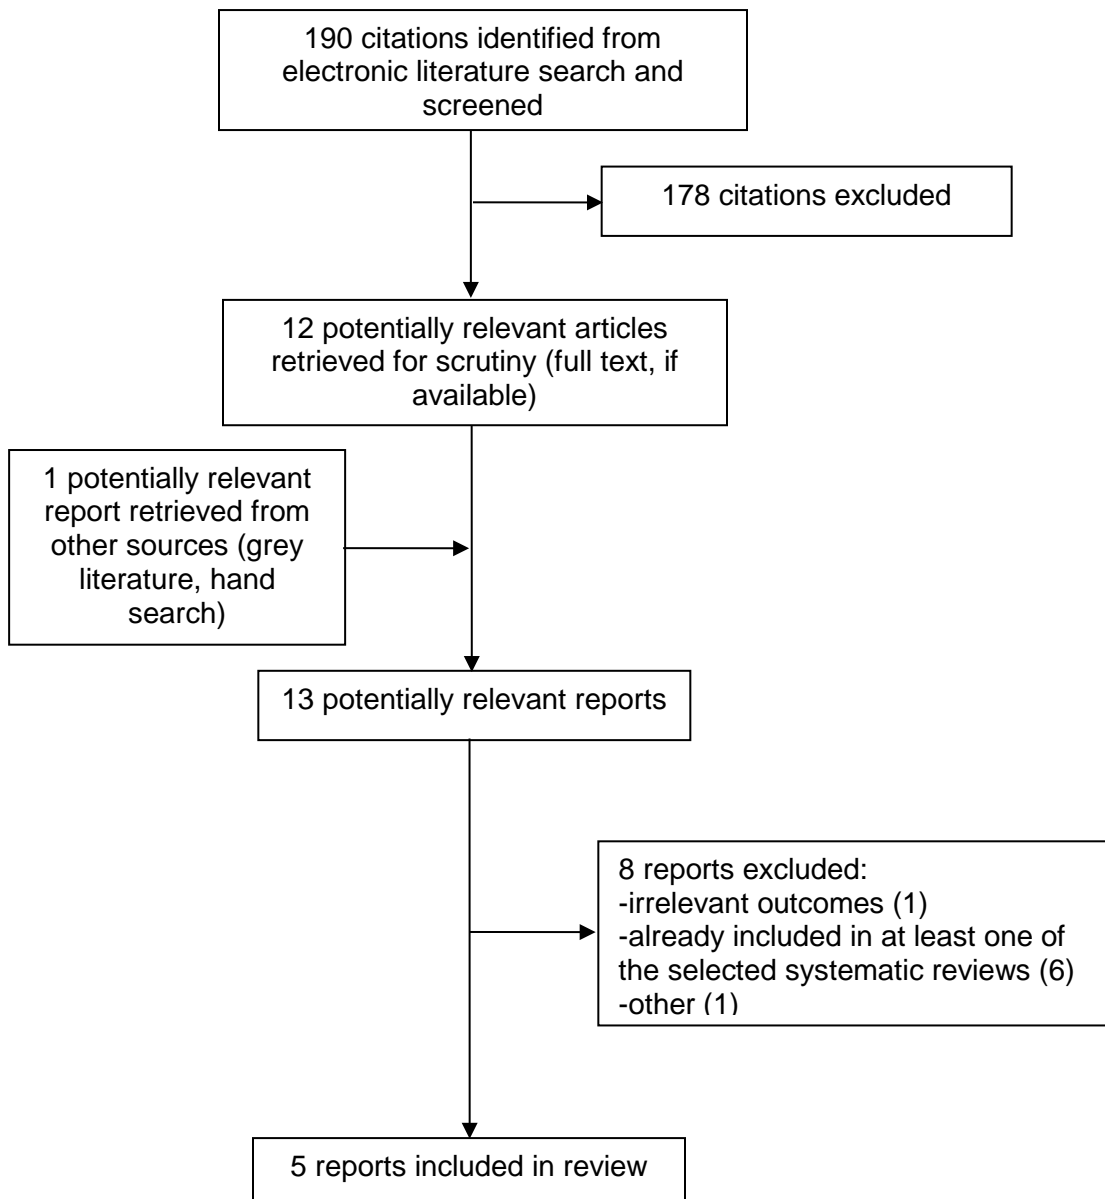 190 citations identified from
electronic literature search and
screened
178 citations excluded
12 potentially relevant articles
retrieved for scrutiny (full text, if
available)
1 potentially relevant
report retrieved from
other sources (grey
literature, hand
search)
13 potentially relevant reports
8 reports excluded:
-irrelevant outcomes (1)
-already included in at least one of
the selected systematic reviews (6)
-other (1)
5 reports included in review